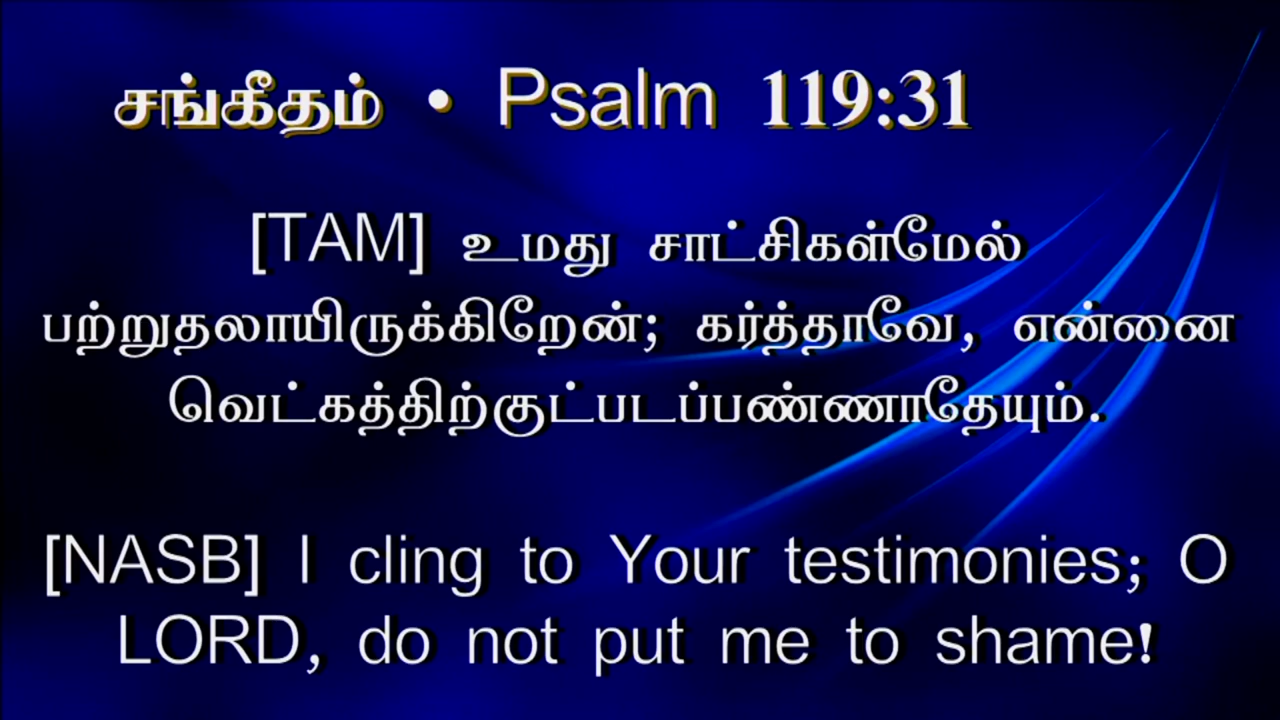 சங்கீதம் • Psalm 119:31
[TAM] உமது சாட்சிகள்மேல்
பற்றுதலாயிருக்கிறேன்; கர்த்தாவே, என்னை
வெட்கத்திற்குட்படப்பண்ணாதேயும்.
[NASB] I cling to Your testimonies; O
LORD, do not put me to shame!